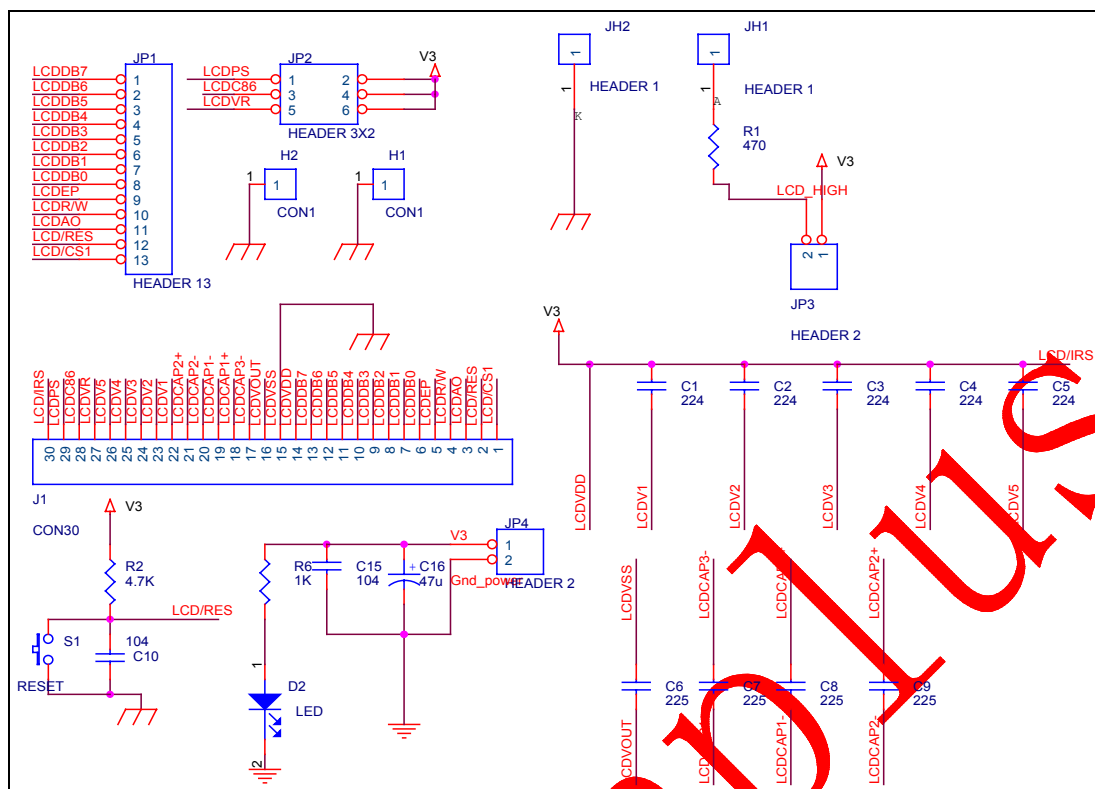 JP1
LCDDB7 1
LCDDB6 2
LCDDB5 3
LCDDB4 4
LCDDB3 5
LCDDB2 6
LCDDB1 7
LCDDB0 8
LCDEP 9
LCDR/W 10
LCDAO 11
LCD/RES 12
LCD/CS1 13
HEADER 13
JP2
V3
LCDPS 1 2
LCDC86 3 4
LCDVR 5 6
HEADER 3X2
H2
1 1
CON1
H1
1 1
CON1
JH2
1
HEADER 1
1
K
JH1
1
HEADER 1
1
A
R1
470
V3
LCD_HIGH
2 1
JP3
HEADER 2
LCD/IRS
LCDPS
LCDC86
LCDVR
LCDV5
LCDV4
LCDV3
LCDV2
LCDV1
LCDCAP2+
LCDCAP2-
LCDCAP1-
LCDCAP1+
LCDCAP3-
LCDVOUT
LCDVSS
LCDVDD
LCDDB7
LCDDB6
LCDDB5
LCDDB4
LCDDB3
LCDDB2
LCDDB1
LCDDB0
LCDEP
LCDR/W
LCDAO
LCD/RES
LCD/CS1
30 29 28 27 26 25 24 23 22 21 20 19 18 17 16 15 14 13 12 11 10 9 8 7 6 5 4 3 2 1
J1
CON30
V3
LCD/IRS
C1
224
C2
224
C3
224
C4
224
C5
224
LCDVDD
LCDV1
LCDV2
LCDV3
LCDV4
LCDV5
V3
R2
4.7K
LCD/RES
S1
RESET
104
C10
R6
1K
C15
104
+
C16
47u
V3
Gnd_power
JP4
1
2
HEADER 2
1
D2
LED
2
LCDVSS
LCDCAP3-
LCDCAP2+
C6
225
C7
225
C8
225
C9
225
LCDVOUT
LCDCAP1-
LCDCAP2-
plus